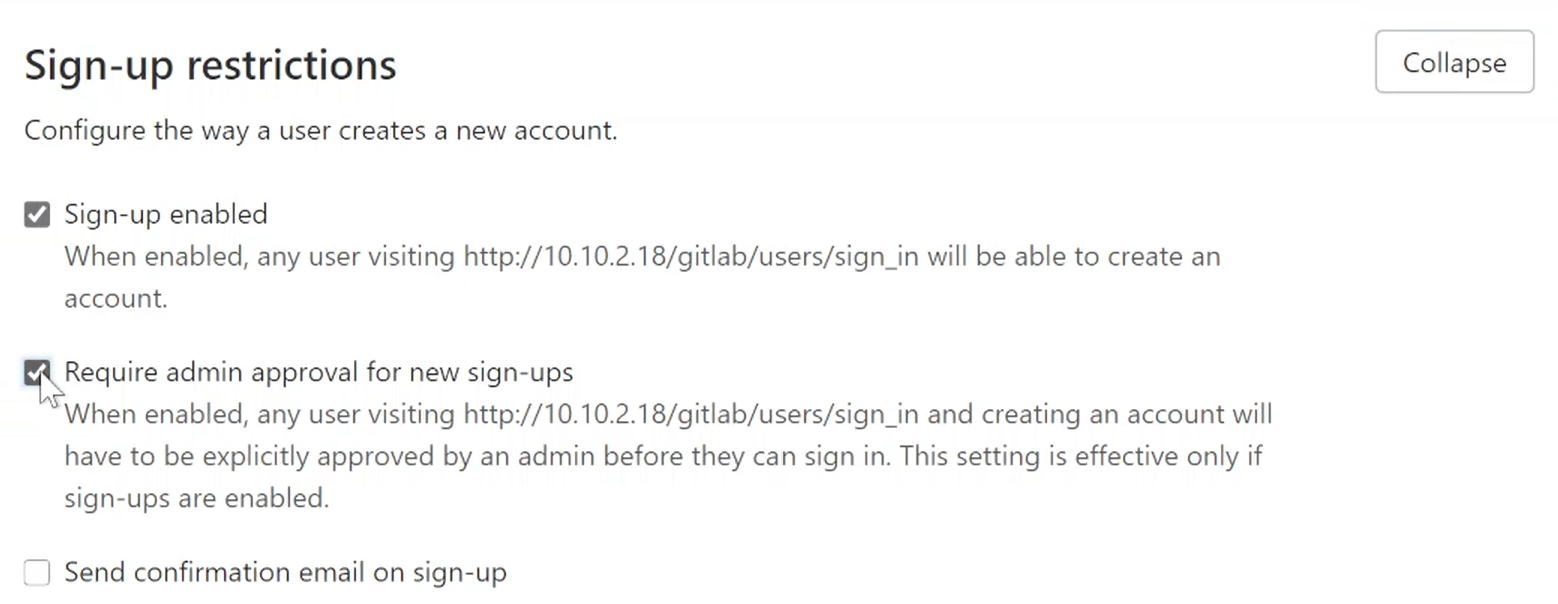 Sign-up restrictions
Collapse
Configure the way a user creates a new account.
Sign-up enabled
When enabled, any user visiting http://10.10.2.18/gitlab/users/sign_in will be able to create an
account.
Require admin approval for new sign-ups
When enabled, any user visiting http://10.10.2.18/gitlab/users/sign_in and creating an account will
have to be explicitly approved by an admin before they can sign in. This setting is effective only if
sign-ups are enabled.
Send confirmation email on sign-up